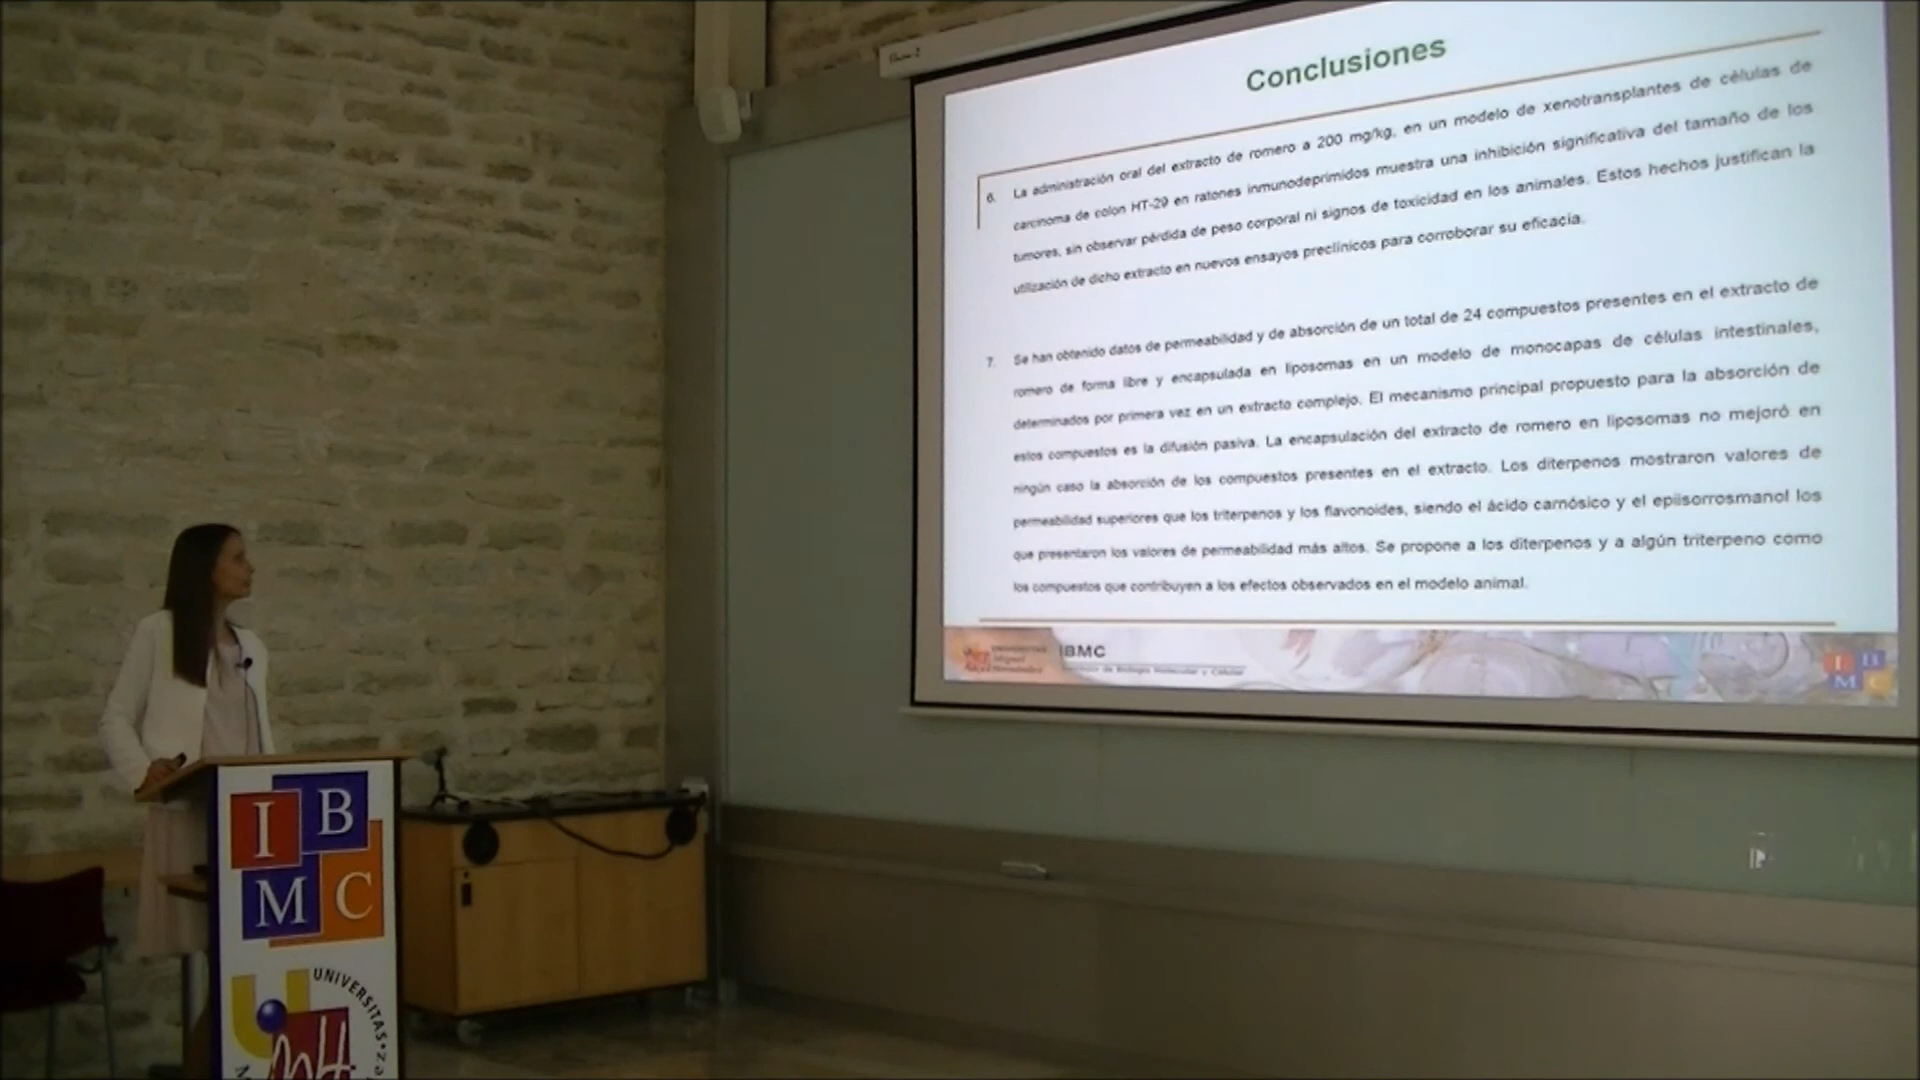 Conclusiones
6. La administración oral del extracto de romero a 200 mg/kg, en un modelo de xenotransplantes de células de
carcinoma de colon HT-29 en ratones inmunodeprimidos muestra una inhibición significativa del tamaño de los
tumores, sin observar pérdida de peso corporal ni signos de toxicidad en los animales. Estos hechos justifican la
utilización de dicho extracto en nuevos ensayos preclínicos para corroborar su eficacia.
7. Se han obtenido datos de permeabilidad y de absorción de un total de 24 compuestos presentes en el extracto de
romero de forma libre y encapsulada en liposomas en un modelo de monocapas de células intestinales,
determinados por primera vez en un extracto complejo. El mecanismo principal propuesto para la absorción de
estos compuestos es la difusión pasiva. La encapsulación del extracto de romero en liposomas no mejoró en
ningún caso la absorción de los compuestos presentes en el extracto. Los diterpenos mostraron valores de
permeabilidad superiores que los triterpenos y los flavonoides, siendo el ácido carnósico y el epiisorrosmanol los
que presentaron los valores de permeabilidad más altos. Se propone a los diterpenos y a algún triterpeno como
los compuestos que contribuyen a los efectos observados en el modelo animal.
UNIVERSITAS
Miguel
Hernández
IBMC
de Biología Molecular y Celular
I B
M C
I B
M C
UNIVERSITAS